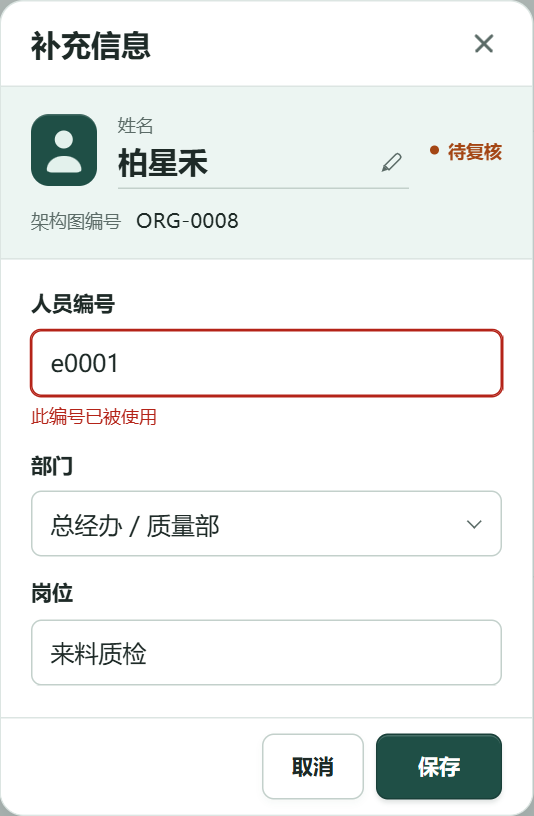 补充信息
姓名
柏星禾
待复核
架构图编号 ORG-0008
人员编号
e0001
此编号已被使用
部门
总经办 / 质量部
岗位
来料质检
取消 保存